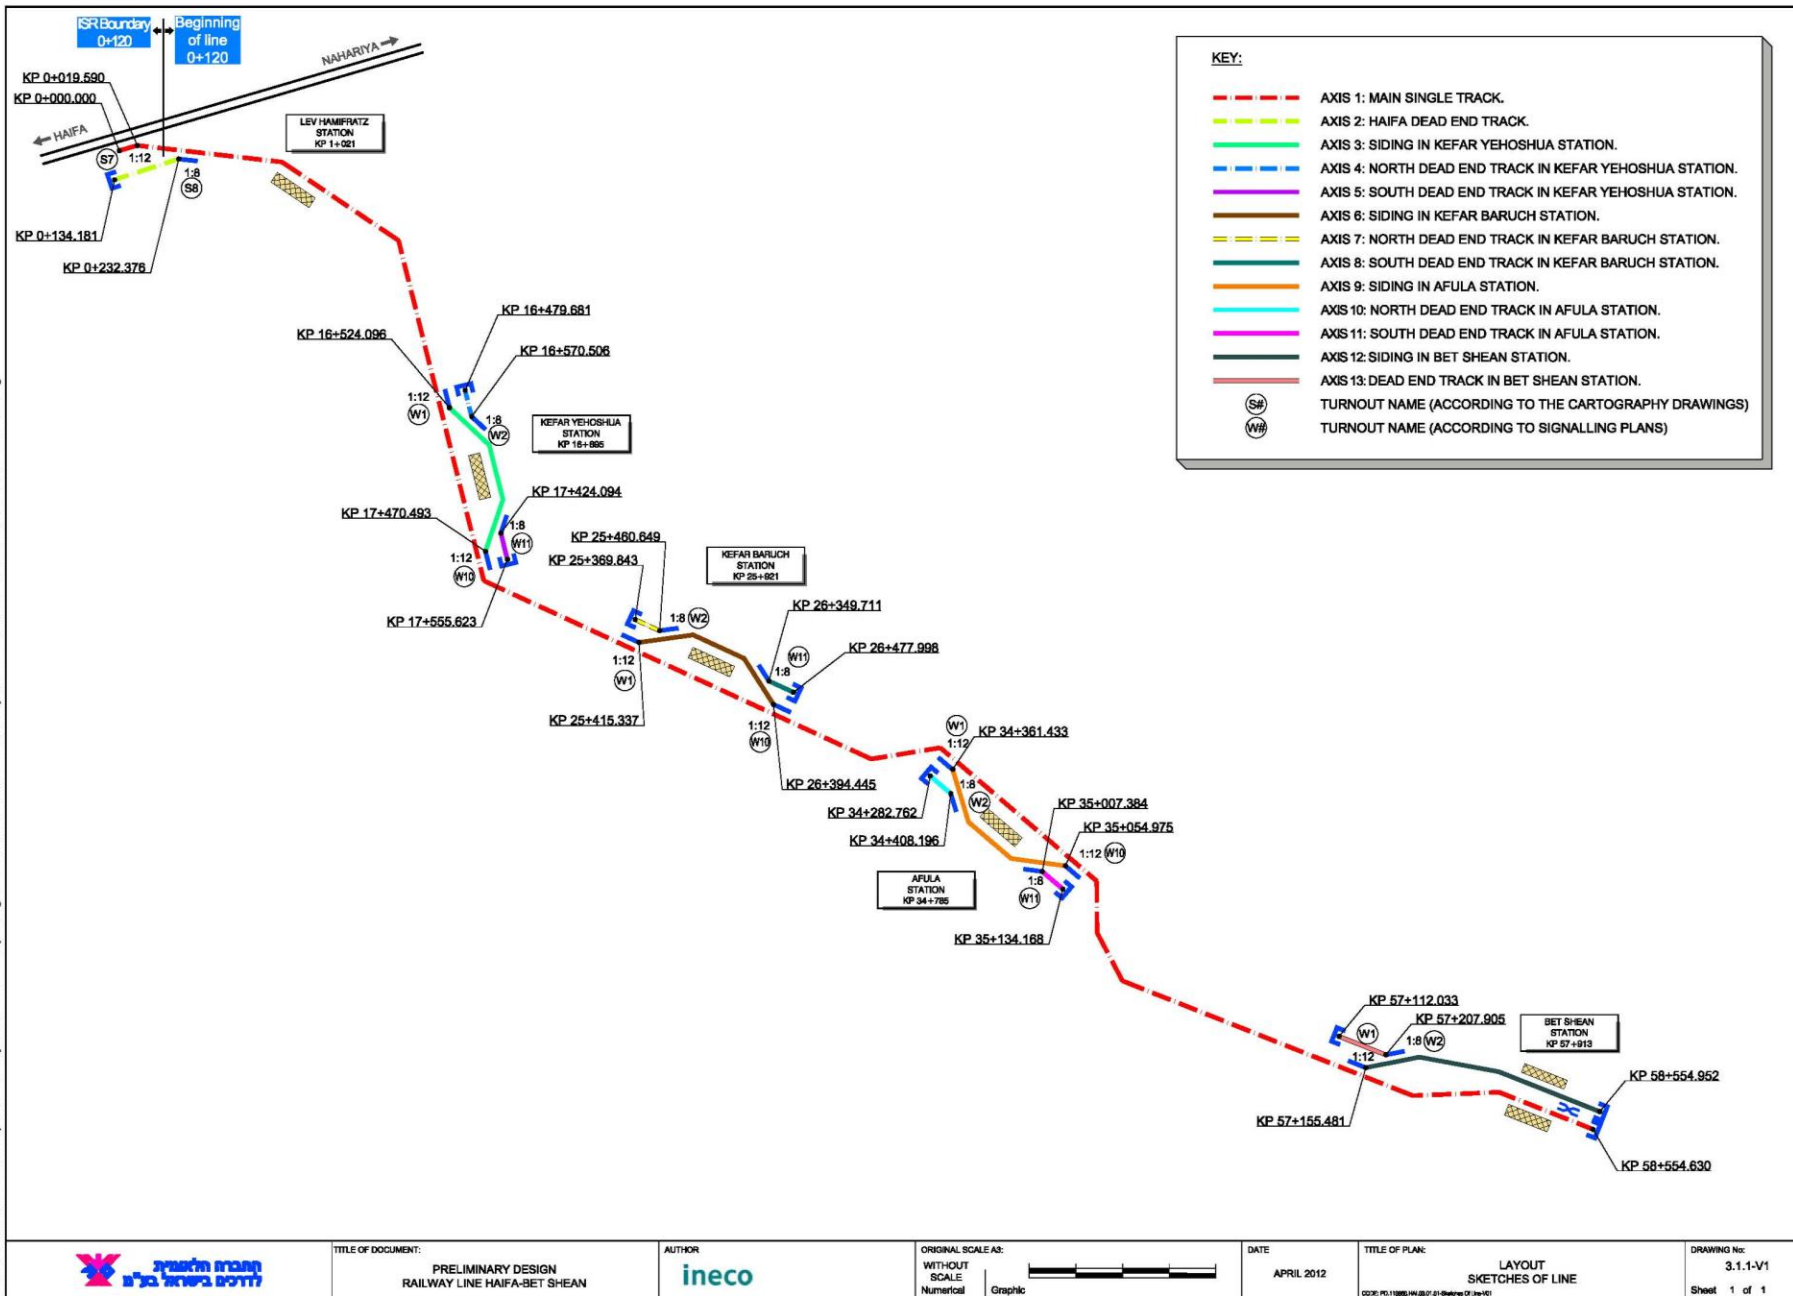 ISR Boundary
0+120
Beginning
of line
0+120
NAHARIYA
HAIFA
KP 0+019.590
KP 0+000.000
S7
1:12
1:8
S8
KP 0+134.181
KP 0+232.376
LEV HAMIFRATZ
STATION
KP 1+021
KP 16+479.681
KP 16+524.096
KP 16+570.506
1:12
W1
1:8
W2
KEFAR YEHOSHUA
STATION
KP 16+895
KP 17+424.094
KP 17+470.493
1:8
W11
1:12
W10
KP 17+555.623
KP 25+460.649
KP 25+369.843
KEFAR BARUCH
STATION
KP 25+921
1:8 W2
1:12
W1
KP 26+349.711
KP 26+477.998
W11
1:8
KP 25+415.337
1:12
W10
KP 26+394.445
W1
1:12
KP 34+361.433
1:8
W2
KP 34+282.762
KP 34+408.196
KP 35+007.384
KP 35+054.975
1:12 W10
AFULA
STATION
KP 34+785
1:8
W11
KP 35+134.168
KP 57+112.033
KP 57+207.905
W1
1:8 W2
1:12
BET SHEAN
STATION
KP 57+913
KP 58+554.952
KP 57+155.481
KP 58+554.630
KEY:
AXIS 1: MAIN SINGLE TRACK.
AXIS 2: HAIFA DEAD END TRACK.
AXIS 3: SIDING IN KEFAR YEHOSHUA STATION.
AXIS 4: NORTH DEAD END TRACK IN KEFAR YEHOSHUA STATION.
AXIS 5: SOUTH DEAD END TRACK IN KEFAR YEHOSHUA STATION.
AXIS 6: SIDING IN KEFAR BARUCH STATION.
AXIS 7: NORTH DEAD END TRACK IN KEFAR BARUCH STATION.
AXIS 8: SOUTH DEAD END TRACK IN KEFAR BARUCH STATION.
AXIS 9: SIDING IN AFULA STATION.
AXIS 10: NORTH DEAD END TRACK IN AFULA STATION.
AXIS 11: SOUTH DEAD END TRACK IN AFULA STATION.
AXIS 12: SIDING IN BET SHEAN STATION.
AXIS 13: DEAD END TRACK IN BET SHEAN STATION.
S# TURNOUT NAME (ACCORDING TO THE CARTOGRAPHY DRAWINGS)
W# TURNOUT NAME (ACCORDING TO SIGNALLING PLANS)
החברה הלאומית
לדרכים בישראל בע"מ
TITLE OF DOCUMENT:
PRELIMINARY DESIGN
RAILWAY LINE HAIFA-BET SHEAN
AUTHOR
ineco
ORIGINAL SCALE A3:
WITHOUT
SCALE
Numerical
Graphic
DATE
APRIL 2012
TITLE OF PLAN:
LAYOUT
SKETCHES OF LINE
DRAWING No:
3.1.1-V1
Sheet 1 of 1